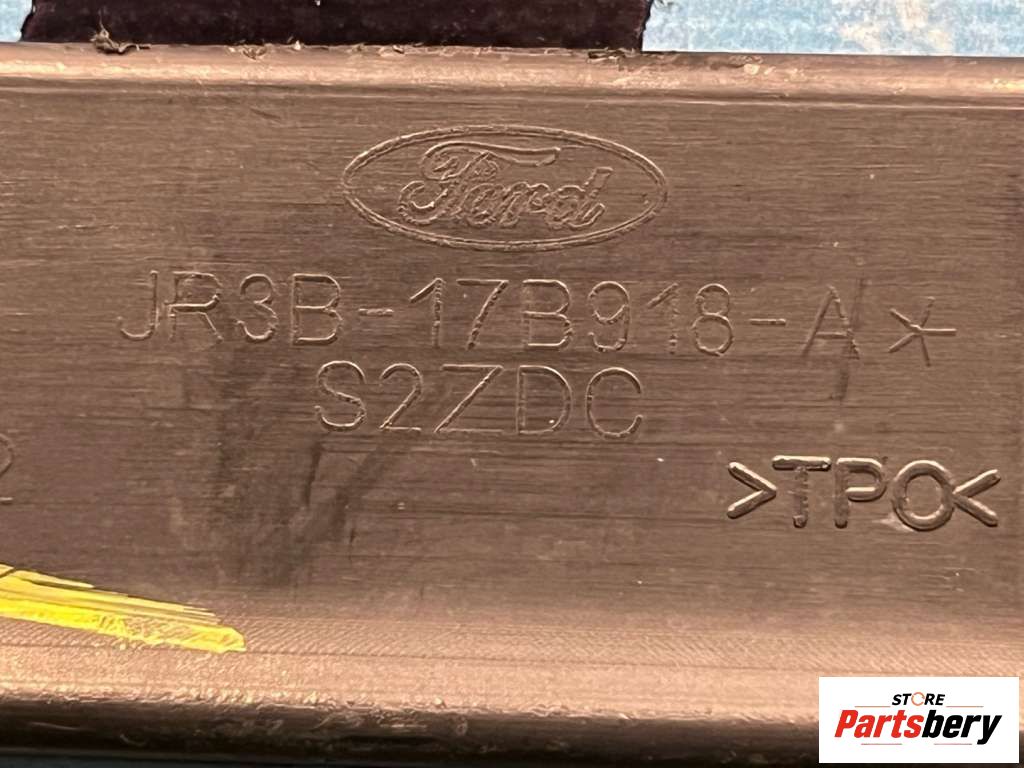 Ford
JR3B-17B918-A*
S2ZDC
>TPO<
STORE
Partsbery